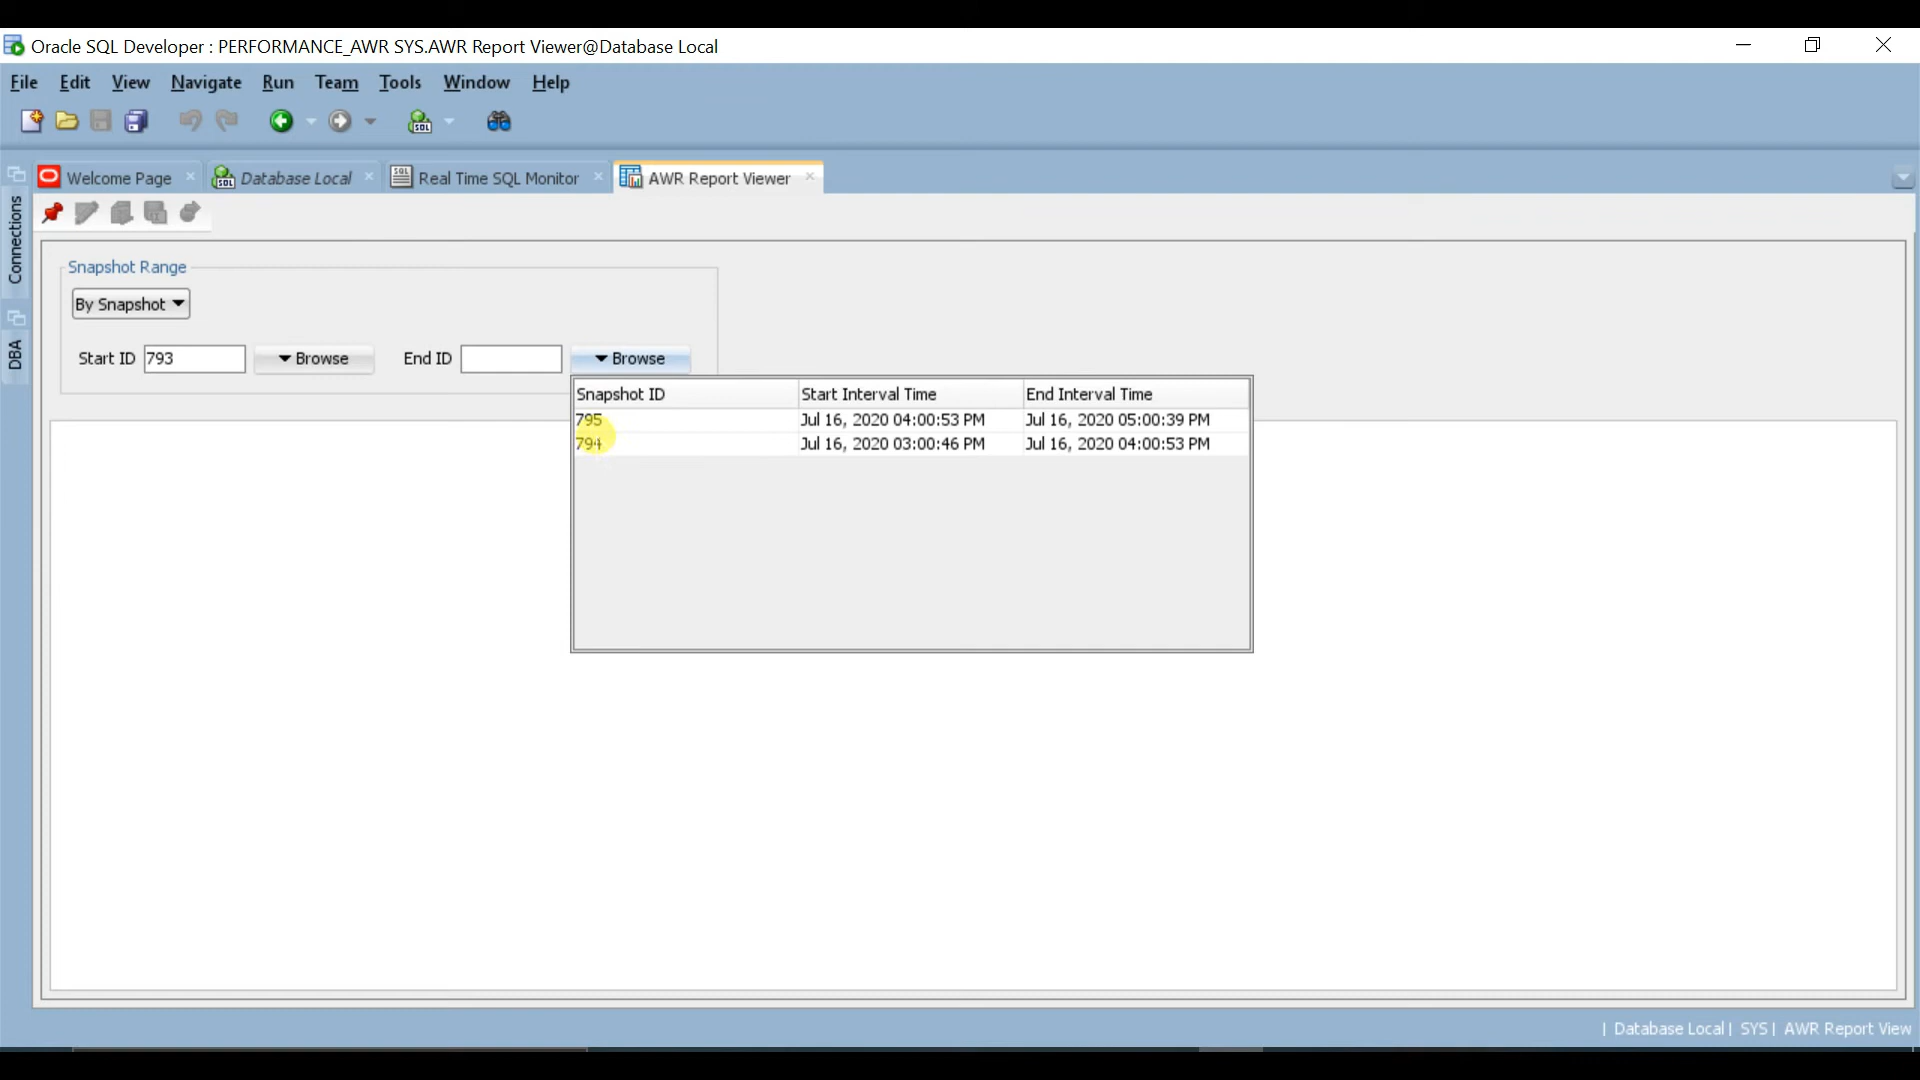 Oracle SQL Developer : PERFORMANCE_AWR SYS.AWR Report Viewer@Database Local
File Edit View Navigate Run Team Tools Window Help
SQL
Welcome Page Database Local Real Time SQL Monitor AWR Report Viewer
Connections
DBA
Snapshot Range
By Snapshot
Start ID 793 Browse End ID Browse
Snapshot ID Start Interval Time End Interval Time
795 Jul 16, 2020 04:00:53 PM Jul 16, 2020 05:00:39 PM
794 Jul 16, 2020 03:00:46 PM Jul 16, 2020 04:00:53 PM
| Database Local | SYS | AWR Report View